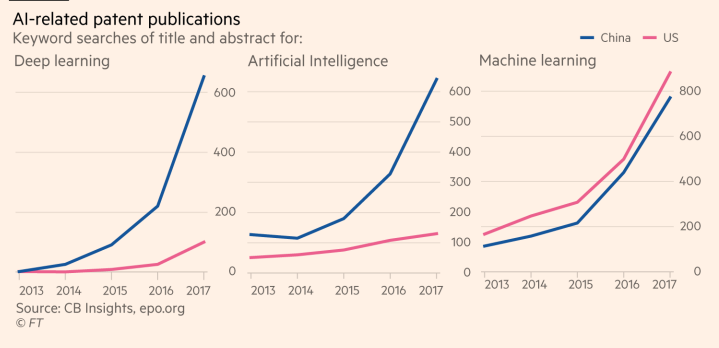 AI-related patent publications
Keyword searches of title and abstract for:
China US
Deep learning
600
400
200
0
2013 2014 2015 2016 2017
Artificial Intelligence
600
500
400
300
200
100
0
2013 2014 2015 2016 2017
Machine learning
800
600
400
200
0
2013 2014 2015 2016 2017
Source: CB Insights, epo.org
© FT